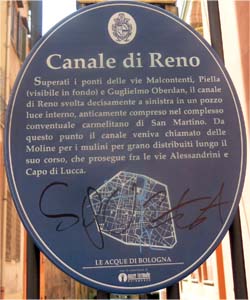 Canale di Reno
Superati i ponti delle vie Malcontenti, Piella
(visibile in fondo) e Guglielmo Oberdan, il canale
di Reno svolta decisamente a sinistra in un pozzo
luce interno, anticamente compreso nel complesso
conventuale carmelitano di San Martino. Da
questo punto il canale veniva chiamato delle
Moline per i mulini per grano distribuiti lungo il
suo corso, che prosegue fra le vie Alessandrini e
Capo di Lucca.
LE ACQUE DI BOLOGNA